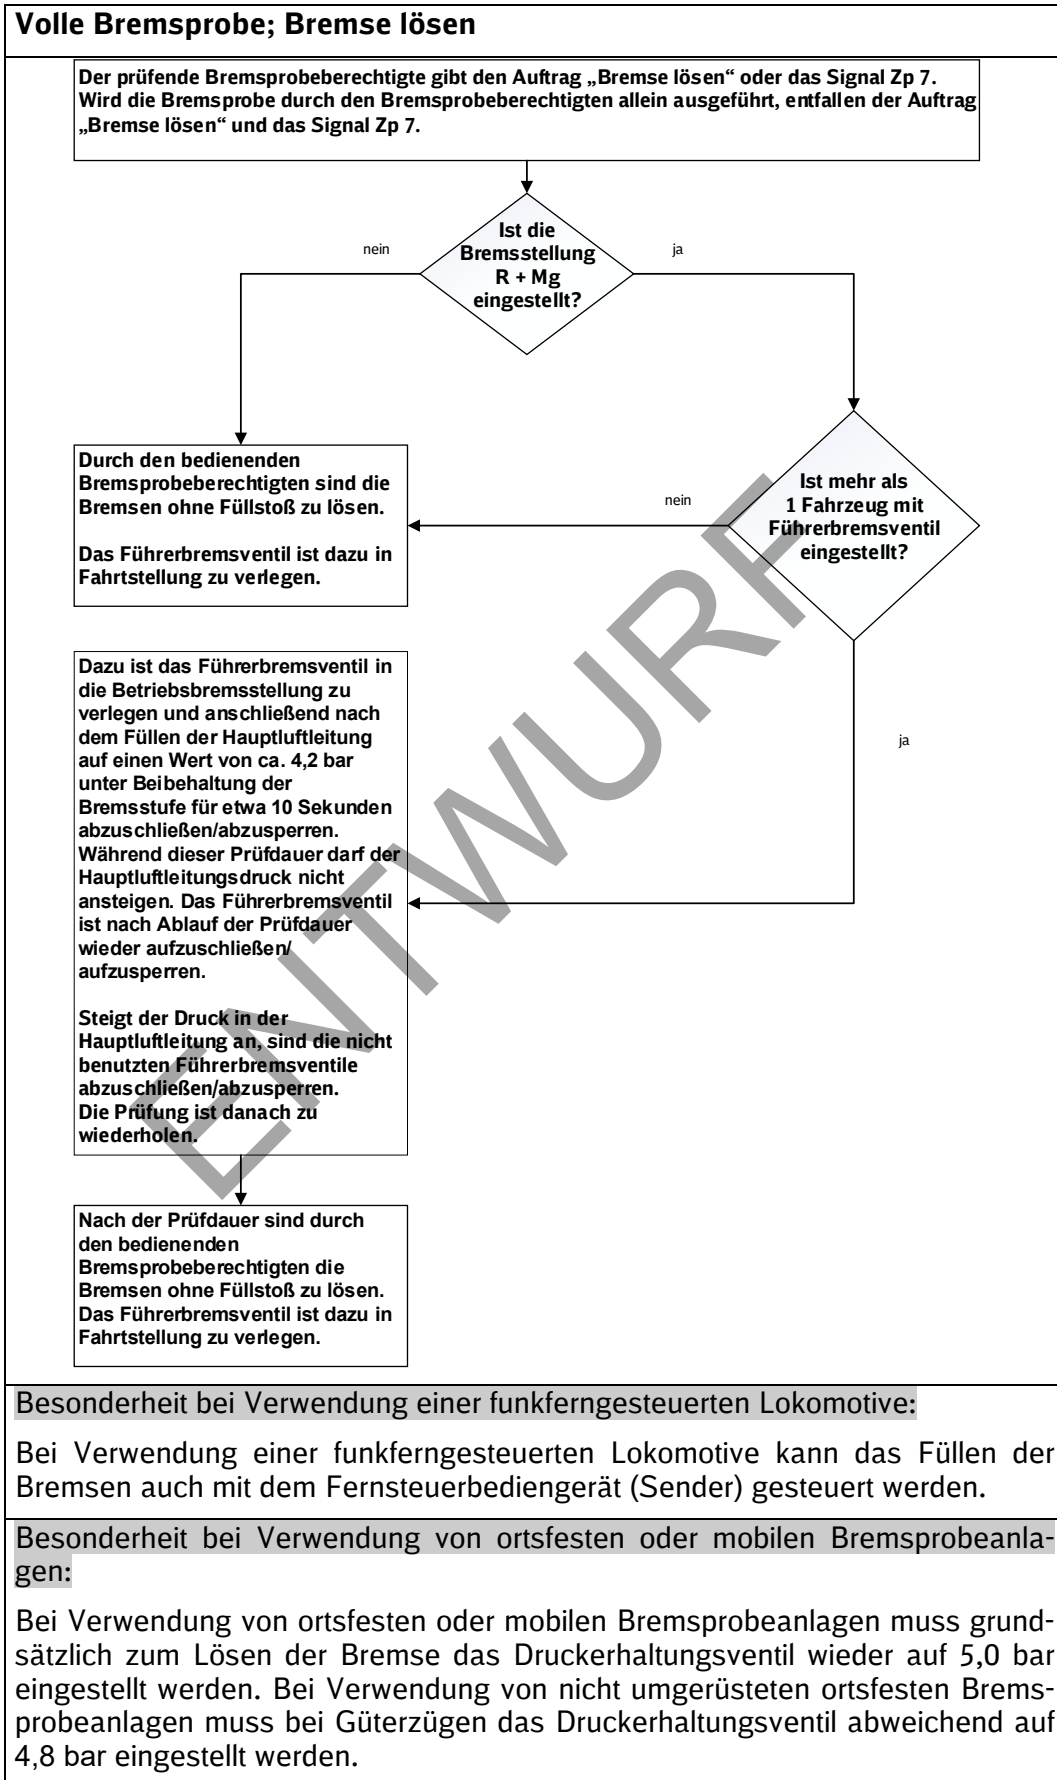 Volle Bremsprobe; Bremse lösen
Der prüfende Bremsprobeberechtigte gibt den Auftrag „Bremse lösen“ oder das Signal Zp 7.
Wird die Bremsprobe durch den Bremsprobeberechtigten allein ausgeführt, entfallen der Auftrag
„Bremse lösen“ und das Signal Zp 7.
Ist die
Bremsstellung
R + Mg
eingestellt?
nein
ja
Ist mehr als
1 Fahrzeug mit
Führerbremsventil
eingestellt?
nein
ja
Durch den bedienenden
Bremsprobeberechtigten sind die
Bremsen ohne Füllstoß zu lösen.
Das Führerbremsventil ist dazu in
Fahrtstellung zu verlegen.
Dazu ist das Führerbremsventil in
die Betriebsbremsstellung zu
verlegen und anschließend nach
dem Füllen der Hauptluftleitung
auf einen Wert von ca. 4,2 bar
unter Beibehaltung der
Bremsstufe für etwa 10 Sekunden
abzuschließen/abzusperren.
Während dieser Prüfdauer darf der
Hauptluftleitungsdruck nicht
ansteigen. Das Führerbremsventil
ist nach Ablauf der Prüfdauer
wieder aufzuschließen/
aufzusperren.
Steigt der Druck in der
Hauptluftleitung an, sind die nicht
benutzten Führerbremsventile
abzuschließen/abzusperren.
Die Prüfung ist danach zu
wiederholen.
Nach der Prüfdauer sind durch
den bedienenden
Bremsprobeberechtigten die
Bremsen ohne Füllstoß zu lösen.
Das Führerbremsventil ist dazu in
Fahrtstellung zu verlegen.
ENTWURF
Besonderheit bei Verwendung einer funkferngesteuerten Lokomotive:
Bei Verwendung einer funkferngesteuerten Lokomotive kann das Füllen der
Bremsen auch mit dem Fernsteuerbediengerät (Sender) gesteuert werden.
Besonderheit bei Verwendung von ortsfesten oder mobilen Bremsprobeanla-
gen:
Bei Verwendung von ortsfesten oder mobilen Bremsprobeanlagen muss grund-
sätzlich zum Lösen der Bremse das Druckerhaltungsventil wieder auf 5,0 bar
eingestellt werden. Bei Verwendung von nicht umgerüsteten ortsfesten Brems-
probeanlagen muss bei Güterzügen das Druckerhaltungsventil abweichend auf
4,8 bar eingestellt werden.